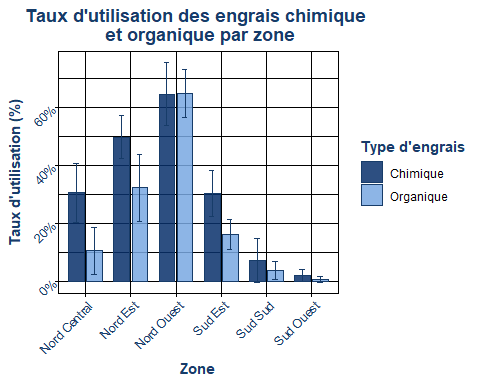 Taux d'utilisation des engrais chimique
et organique par zone
Taux d'utilisation (%)
60%
40%
20%
0%
Nord Central
Nord Est
Nord Ouest
Sud Est
Sud Sud
Sud Ouest
Zone
Type d'engrais
Chimique
Organique